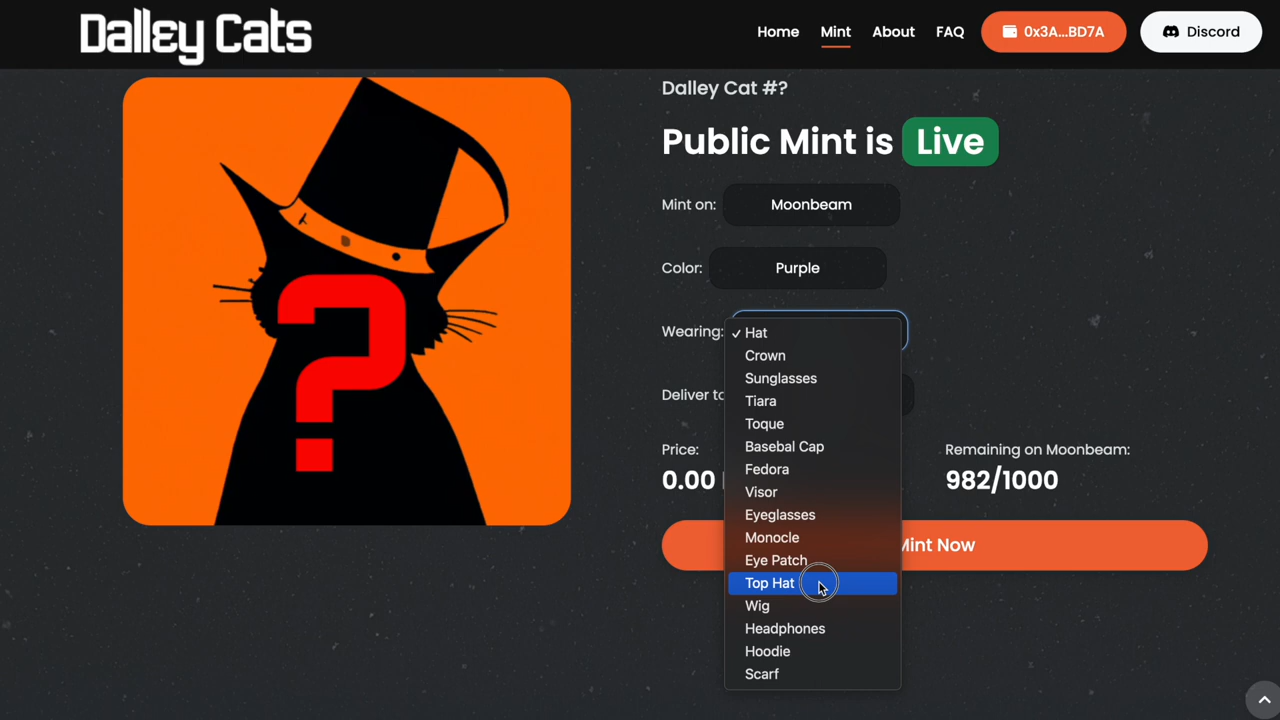 Dalley Cats
Home Mint About FAQ 0x3A...BD7A Discord
Dalley Cat #?
Public Mint is Live
Mint on: Moonbeam
Color: Purple
Wearing:
✓ Hat
Crown
Sunglasses
Tiara
Toque
Basebal Cap
Fedora
Visor
Eyeglasses
Monocle
Eye Patch
Top Hat
Wig
Headphones
Hoodie
Scarf
Deliver to
Price:
0.00
Remaining on Moonbeam:
982/1000
Mint Now
?